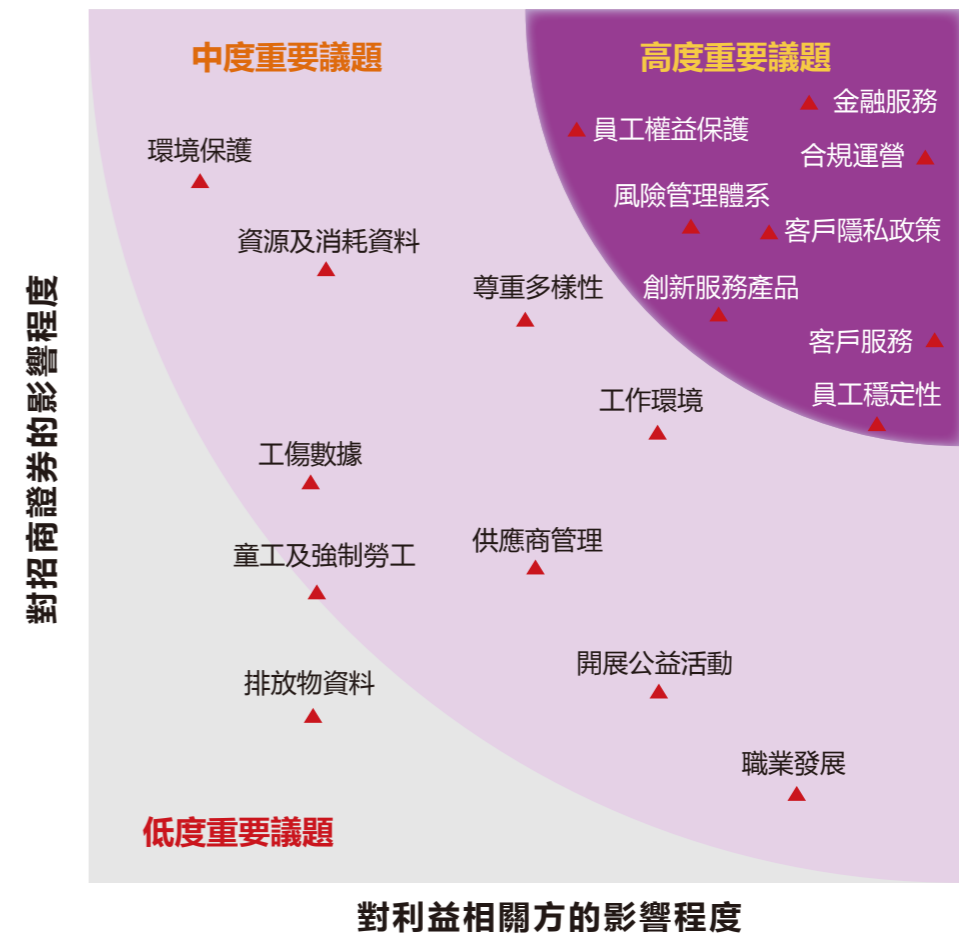 中度重要議題
高度重要議題
金融服務
員工權益保護
合規運營
環境保護
風險管理體系
客戶隱私政策
資源及消耗資料
尊重多樣性
創新服務產品
客戶服務
員工穩定性
工作環境
工傷數據
供應商管理
童工及強制勞工
開展公益活動
排放物資料
職業發展
低度重要議題
對招商證券的影響程度
對利益相關方的影響程度